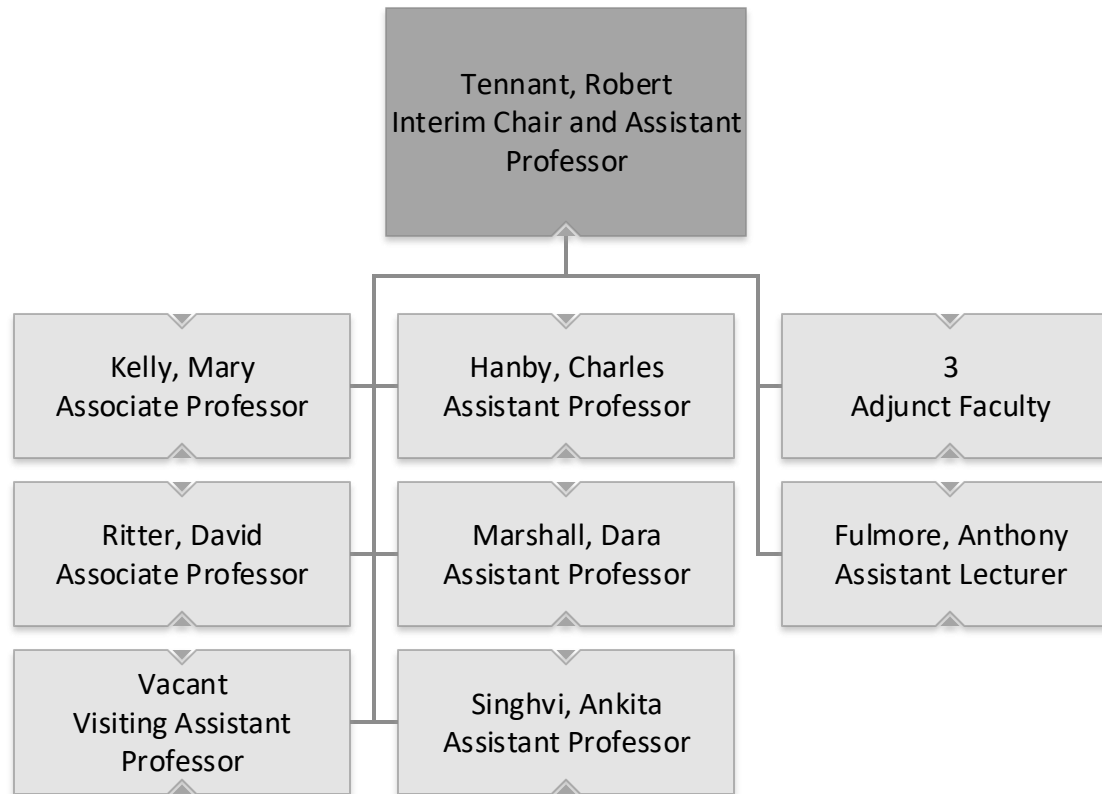 Tennant, Robert
Interim Chair and Assistant
Professor
Kelly, Mary
Associate Professor
Hanby, Charles
Assistant Professor
3
Adjunct Faculty
Ritter, David
Associate Professor
Marshall, Dara
Assistant Professor
Fulmore, Anthony
Assistant Lecturer
Vacant
Visiting Assistant
Professor
Singhvi, Ankita
Assistant Professor